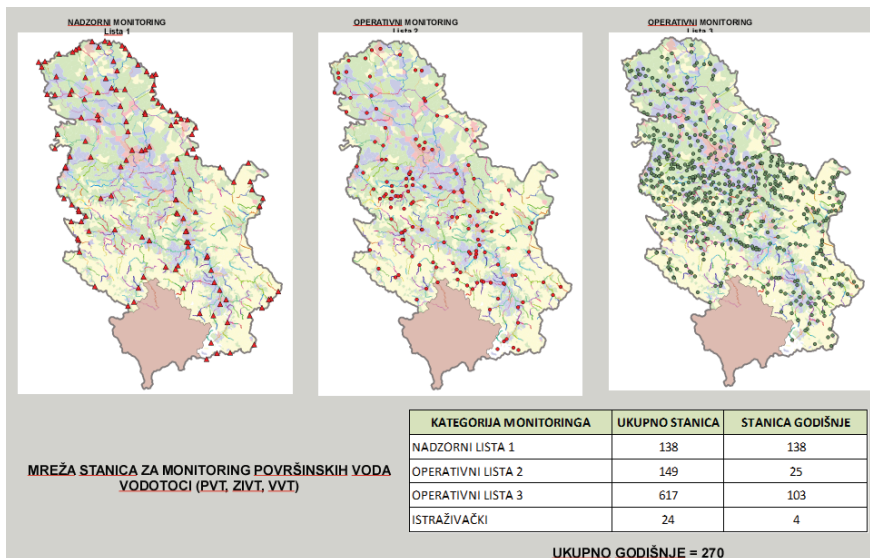 NADZORNI MONITORING
Lista 1
OPERATIVNI MONITORING
Lista 2
OPERATIVNI MONITORING
Lista 3
KATEGORIJA MONITORINGA UKUPNO STANICA STANICA GODIŠNJE
NADZORNI LISTA 1 138 138
OPERATIVNI LISTA 2 149 25
OPERATIVNI LISTA 3 617 103
ISTRAŽIVAČKI 24 4
MREŽA STANICA ZA MONITORING POVRŠINSKIH VODA
VODOTOCI (PVT, ZIVT, VVT)
UKUPNO GODIŠNJE = 270